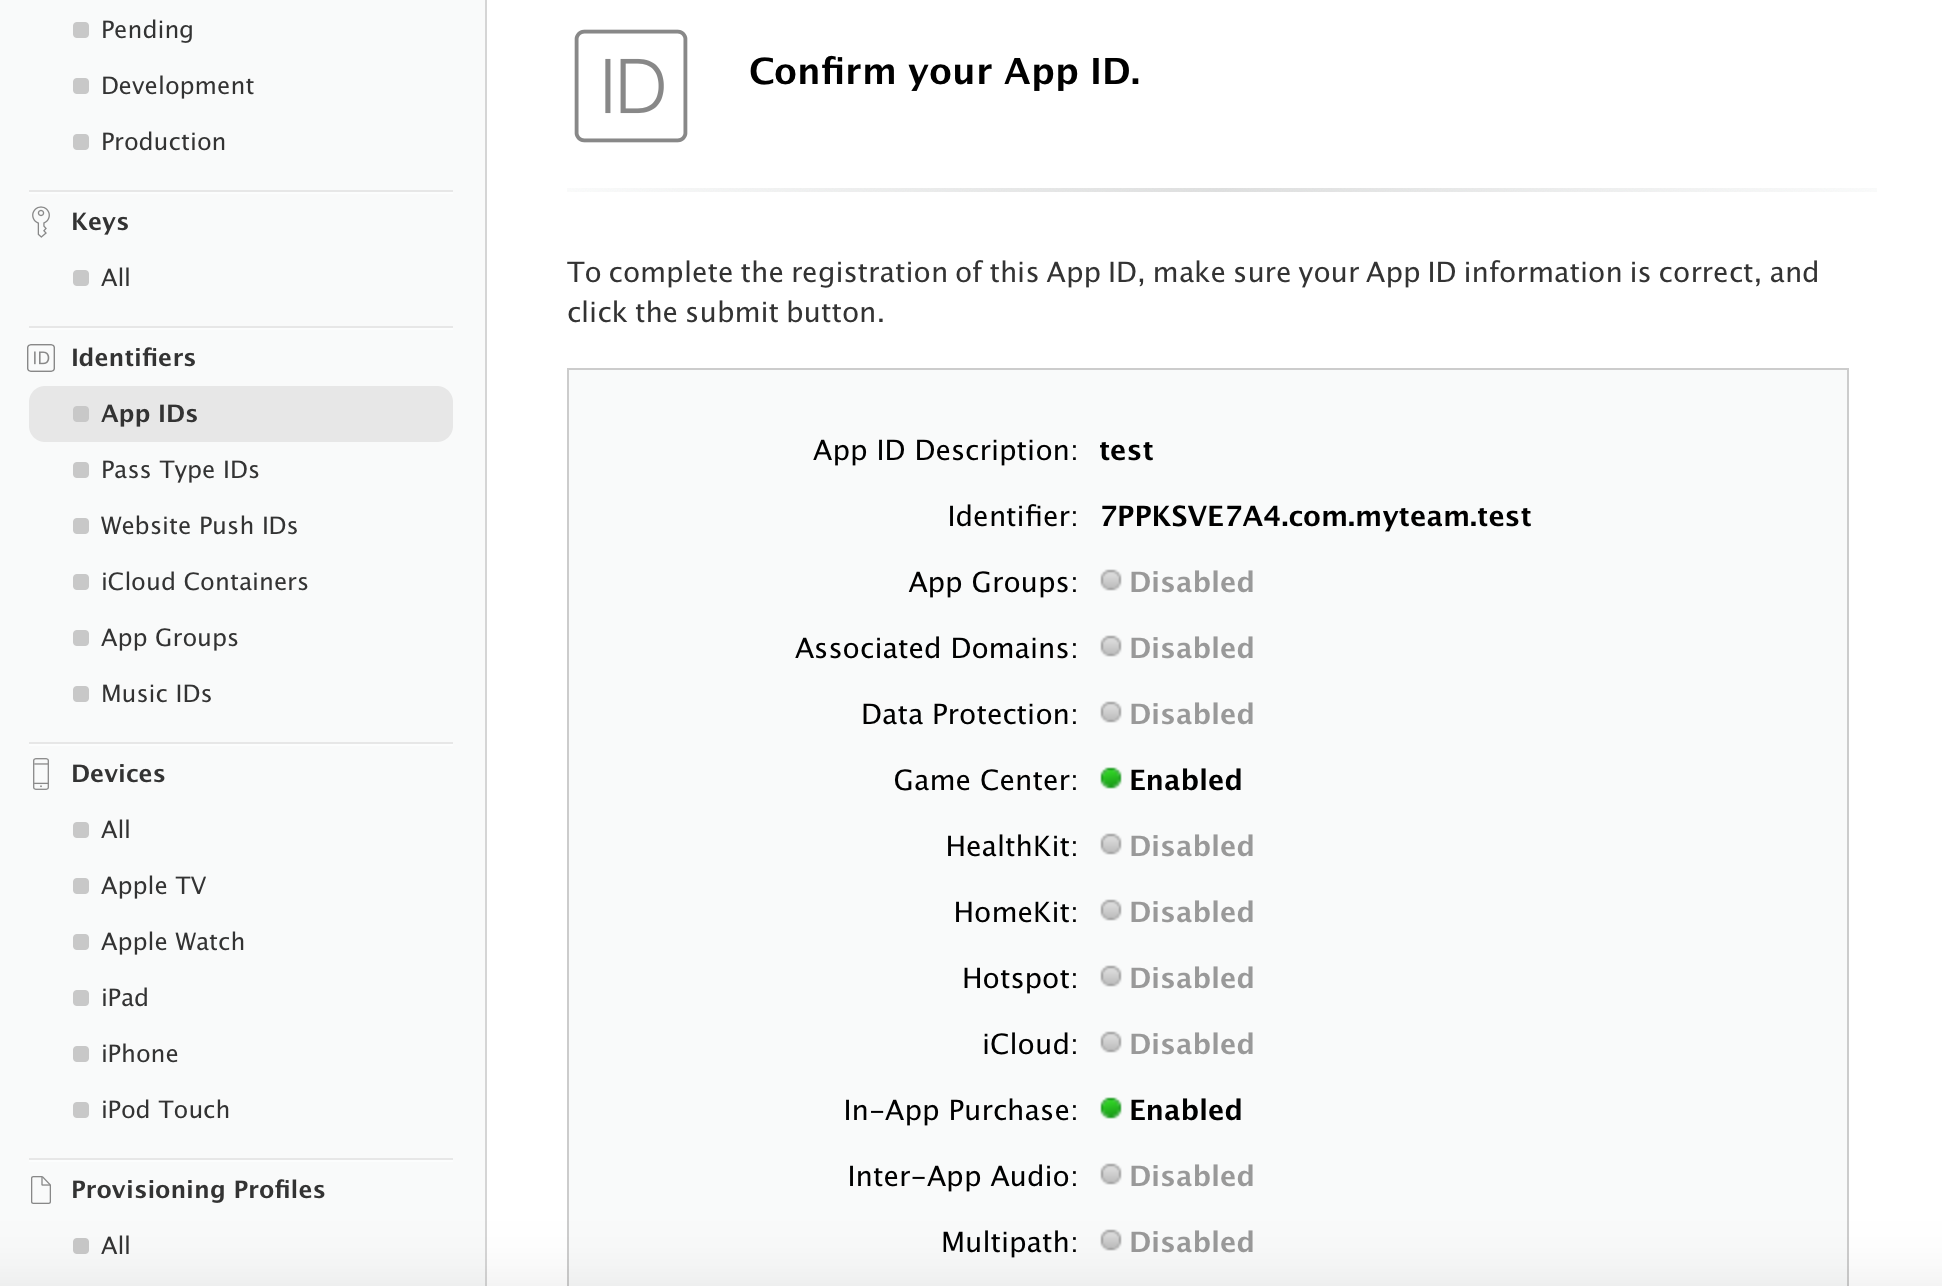 Pending
Development
Production
Keys
All
ID Identifiers
App IDs
Pass Type IDs
Website Push IDs
iCloud Containers
App Groups
Music IDs
Devices
All
Apple TV
Apple Watch
iPad
iPhone
iPod Touch
Provisioning Profiles
All
ID
Confirm your App ID.
To complete the registration of this App ID, make sure your App ID information is correct, and
click the submit button.
App ID Description: test
Identifier: 7PPKSVE7A4.com.myteam.test
App Groups: Disabled
Associated Domains: Disabled
Data Protection: Disabled
Game Center: Enabled
HealthKit: Disabled
HomeKit: Disabled
Hotspot: Disabled
iCloud: Disabled
In-App Purchase: Enabled
Inter-App Audio: Disabled
Multipath: Disabled